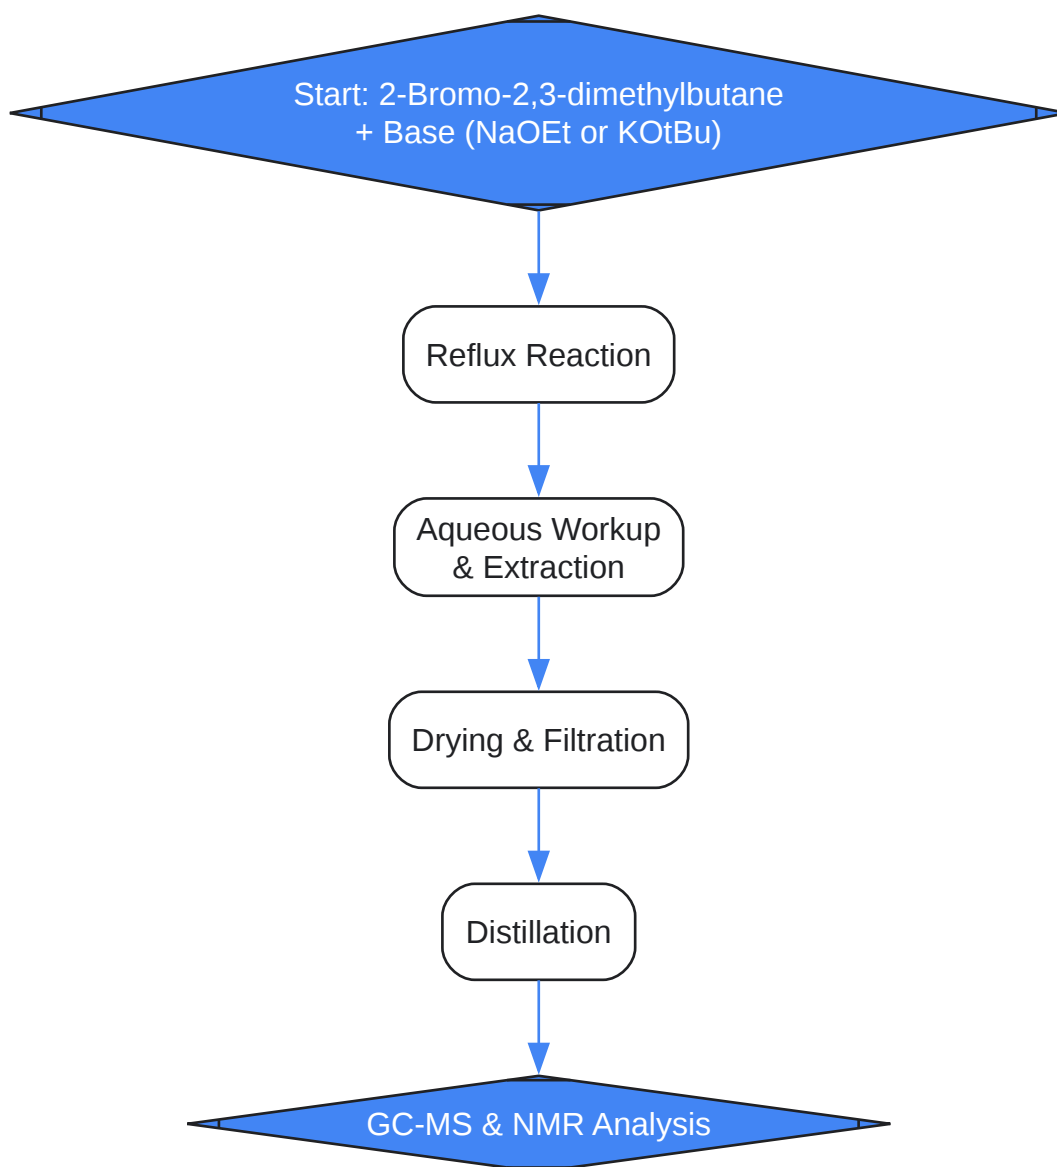 Start: 2-Bromo-2,3-dimethylbutane
+ Base (NaOEt or KOtBu)
Reflux Reaction
Aqueous Workup
& Extraction
Drying & Filtration
Distillation
GC-MS & NMR Analysis